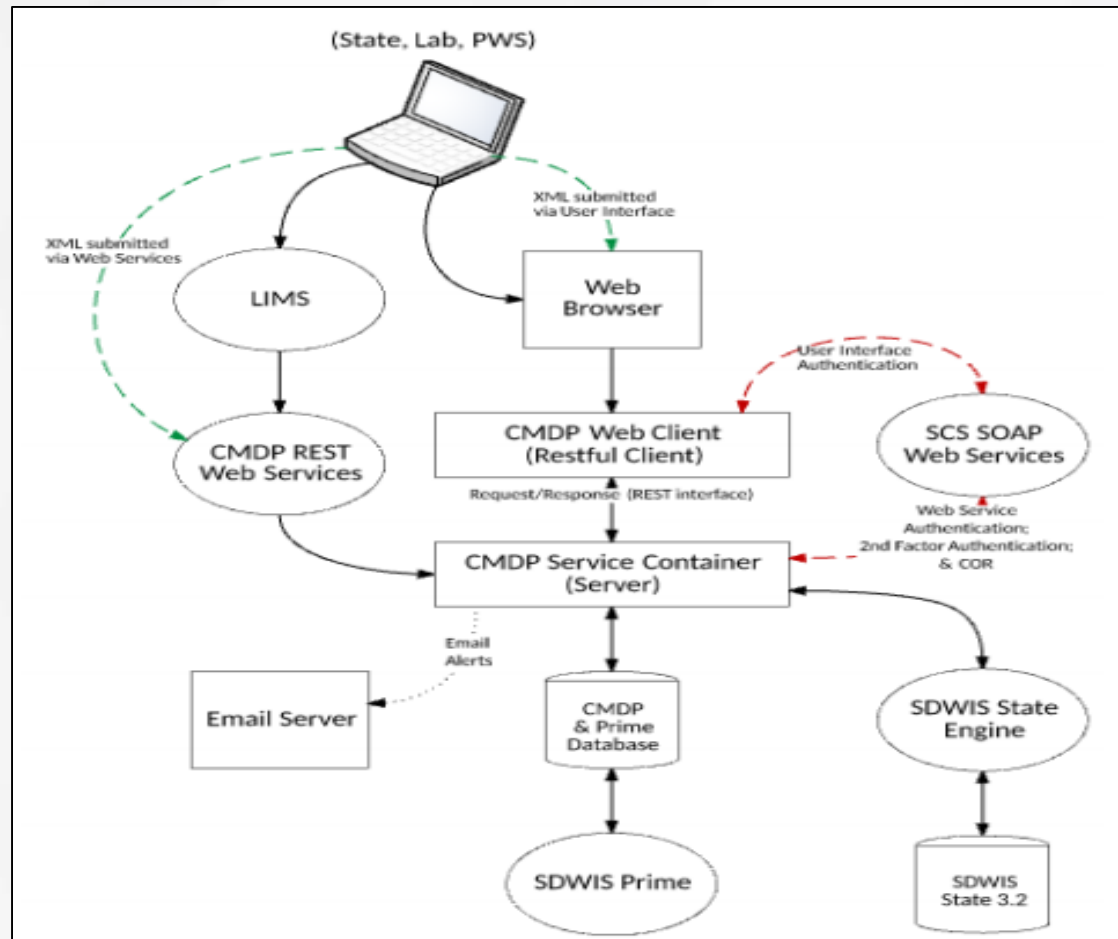 (State, Lab, PWS)
XML submitted
via User Interface
XML submitted
via Web Services
LIMS
Web
Browser
User Interface
Authentication
CMDP REST
Web Services
CMDP Web Client
(Restful Client)
SCS SOAP
Web Services
Request/Response (REST interface)
Web Service
Authentication;
2nd Factor Authentication;
& COR
CMDP Service Container
(Server)
Email
Alerts
Email Server
CMDP
& Prime
Database
SDWIS State
Engine
SDWIS Prime
SDWIS
State 3.2